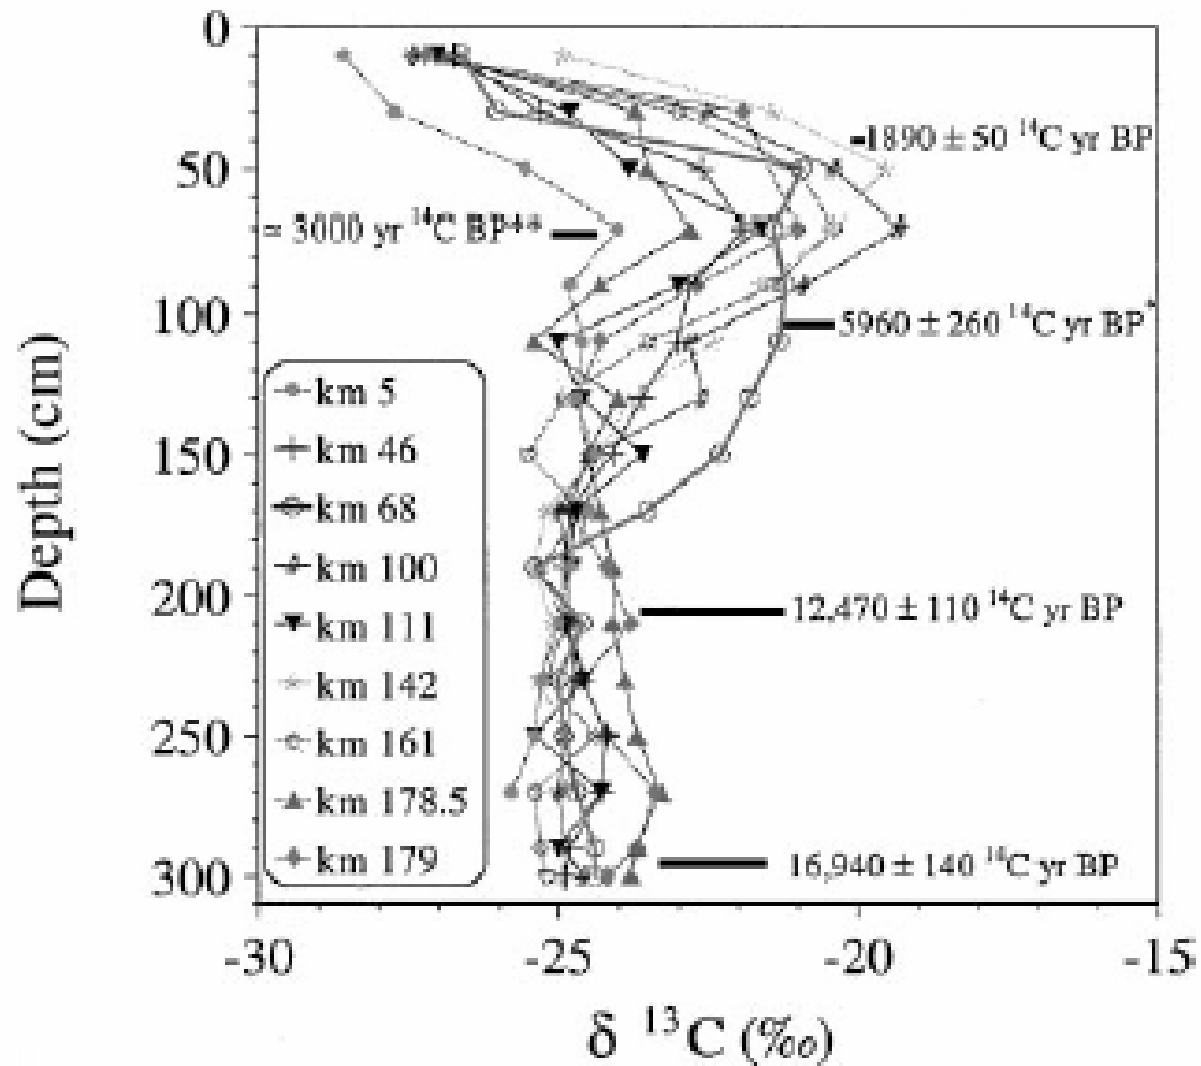 0
50
100
150
200
250
300
Depth (cm)
-1890 ± 50 ¹⁴C yr BP
= 3000 yr ¹⁴C BP**
5960 ± 260 ¹⁴C yr BP*
12,470 ± 110 ¹⁴C yr BP
16,940 ± 140 ¹⁴C yr BP
km 5
km 46
km 68
km 100
km 111
km 142
km 161
km 178.5
km 179
-30
-25
-20
-15
δ ¹³C (‰)